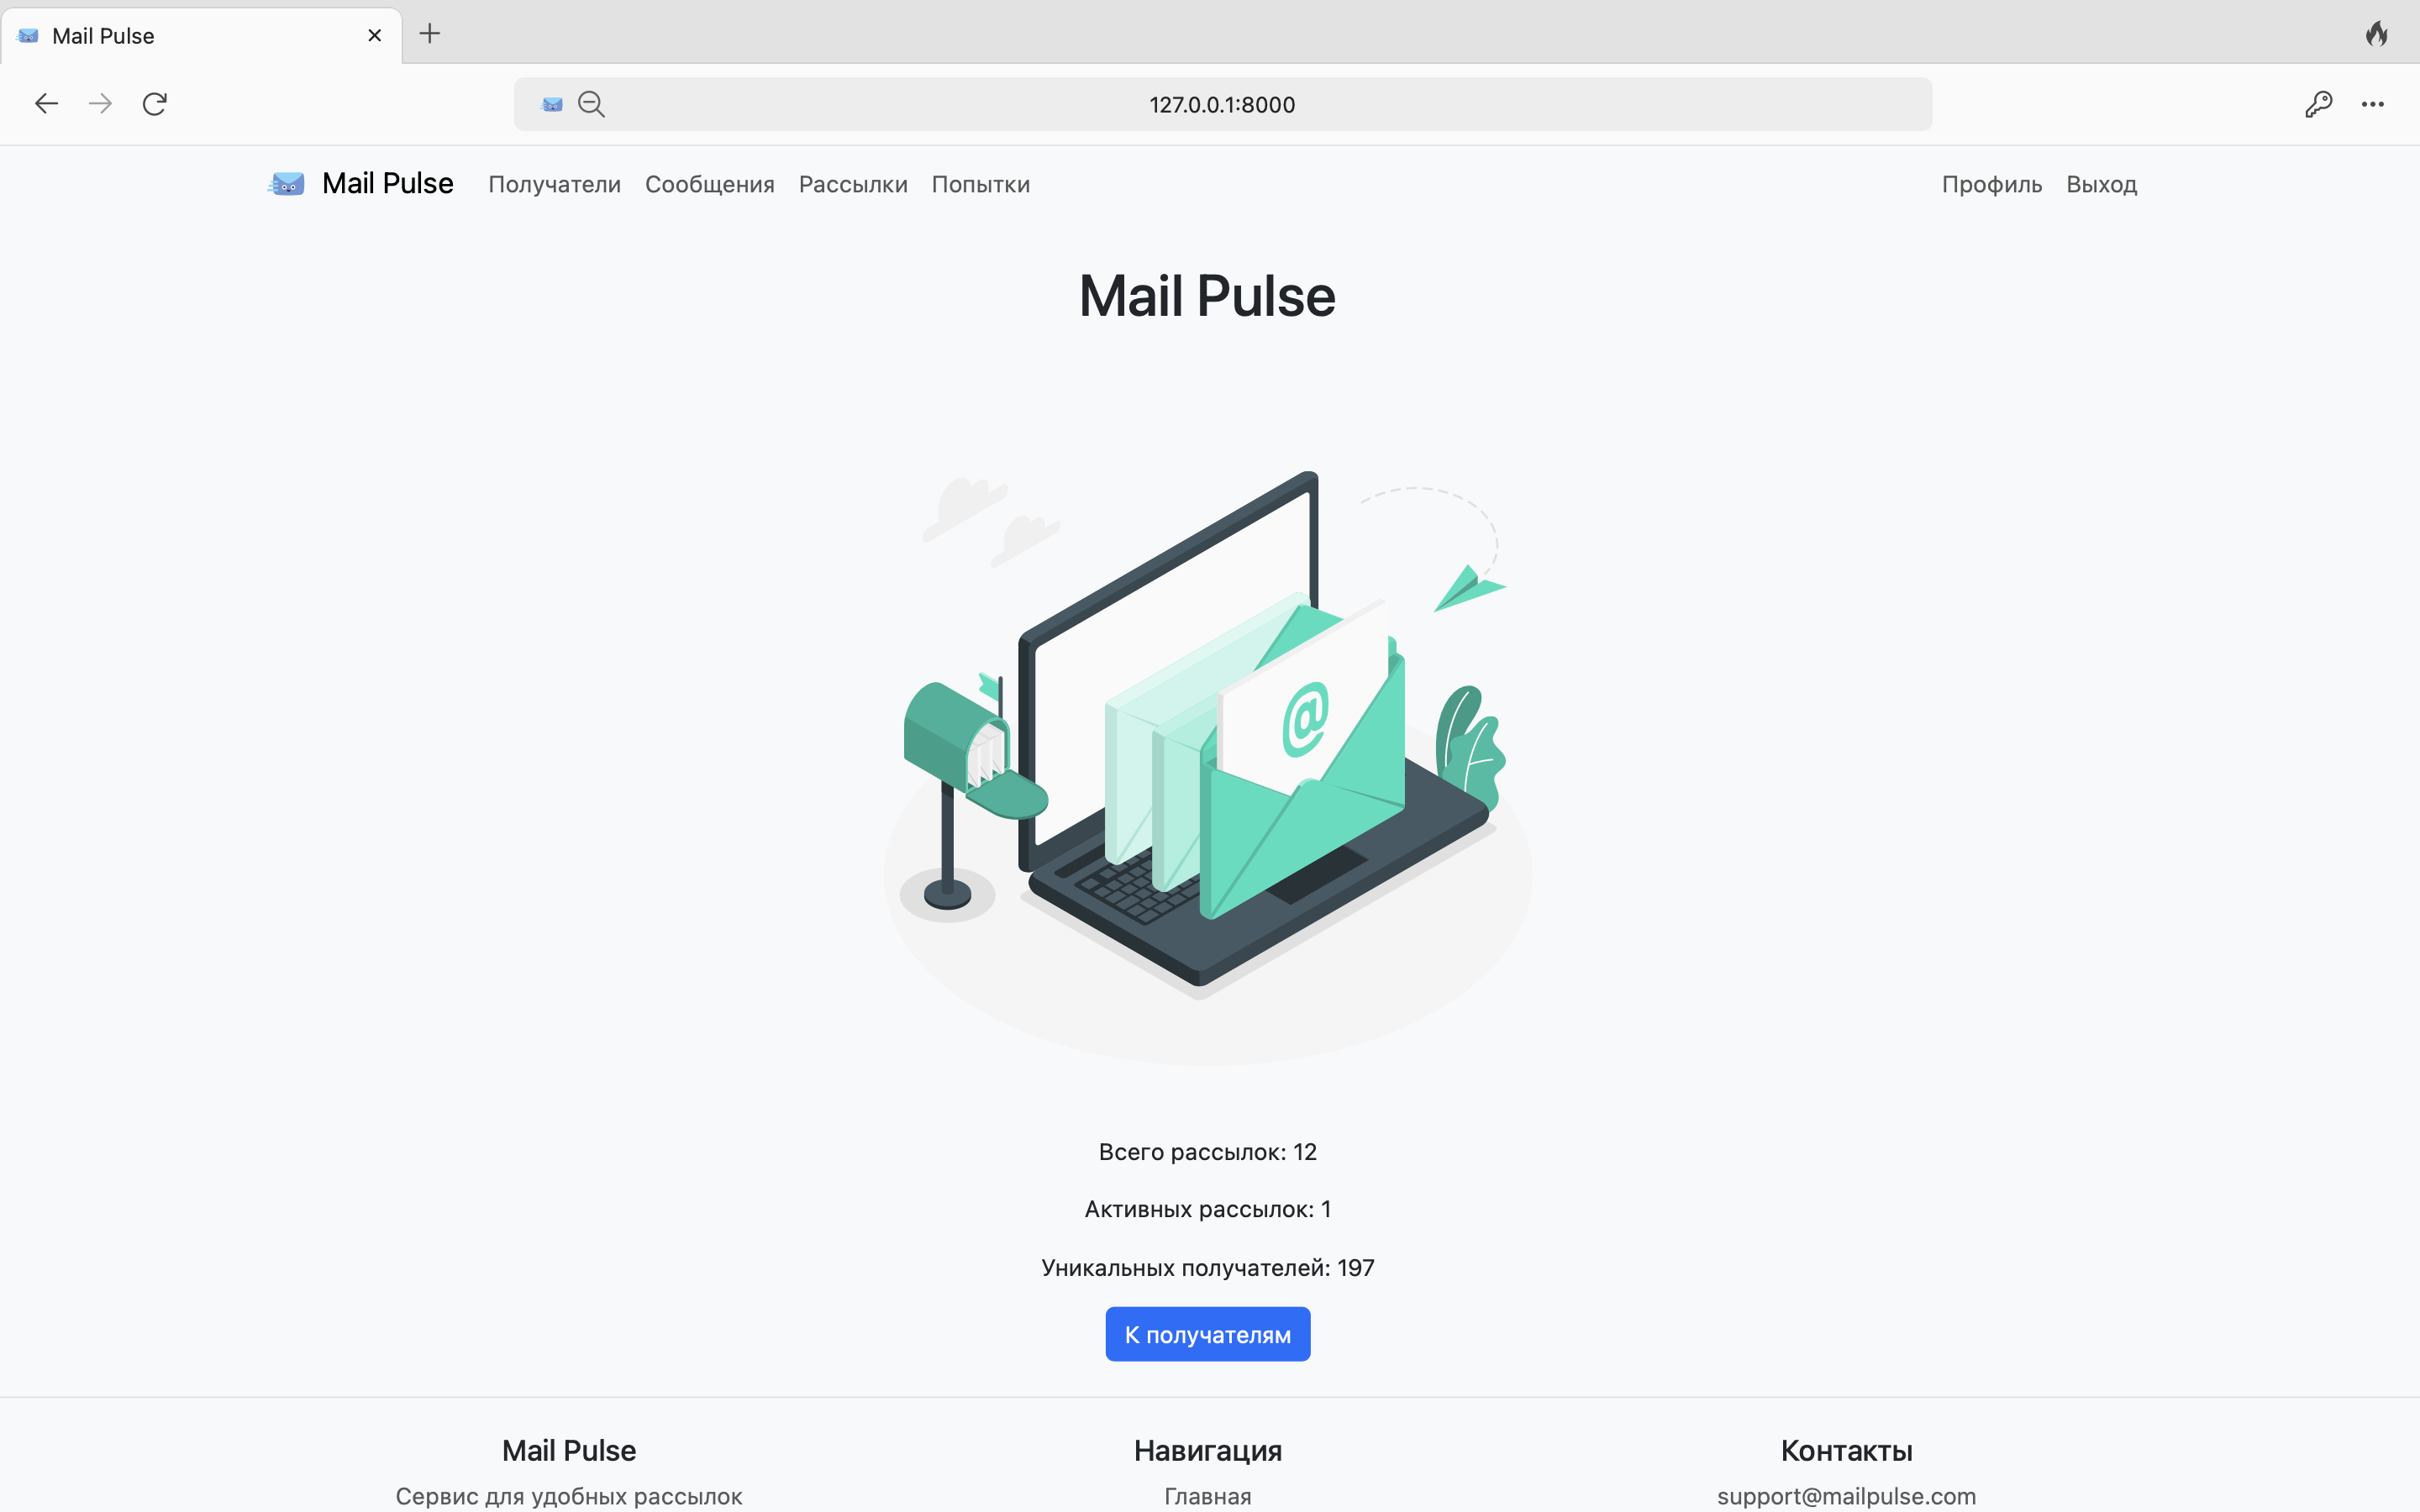 Mail Pulse
127.0.0.1:8000
Mail Pulse Получатели Сообщения Рассылки Попытки Профиль Выход
Mail Pulse
@
Всего рассылок: 12
Активных рассылок: 1
Уникальных получателей: 197
К получателям
Mail Pulse Навигация Контакты
Сервис для удобных рассылок Главная support@mailpulse.com